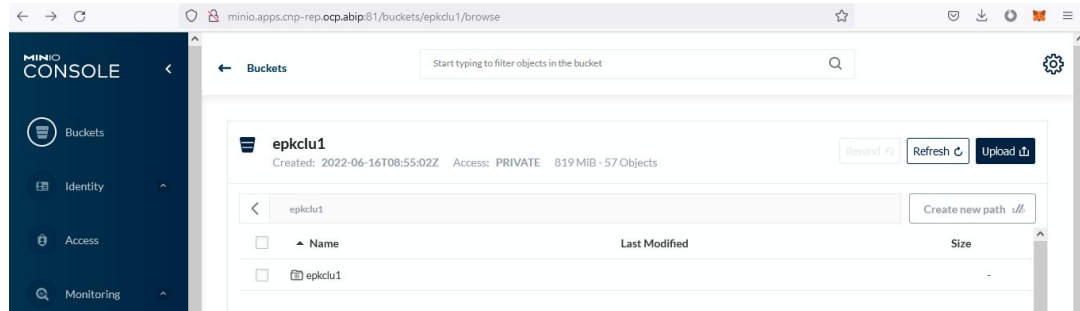 minio.apps.cnp-rep.ocp.abip:81/buckets/epkclu1/browse
MINIO
CONSOLE
Buckets
Start typing to filter objects in the bucket
Buckets
epkclu1
Created: 2022-06-16T08:55:02Z Access: PRIVATE 819 MiB - 57 Objects
Rewind
Refresh
Upload
Identity
epkclu1
Create new path
Access
Name
Last Modified
Size
epkclu1
-
Monitoring